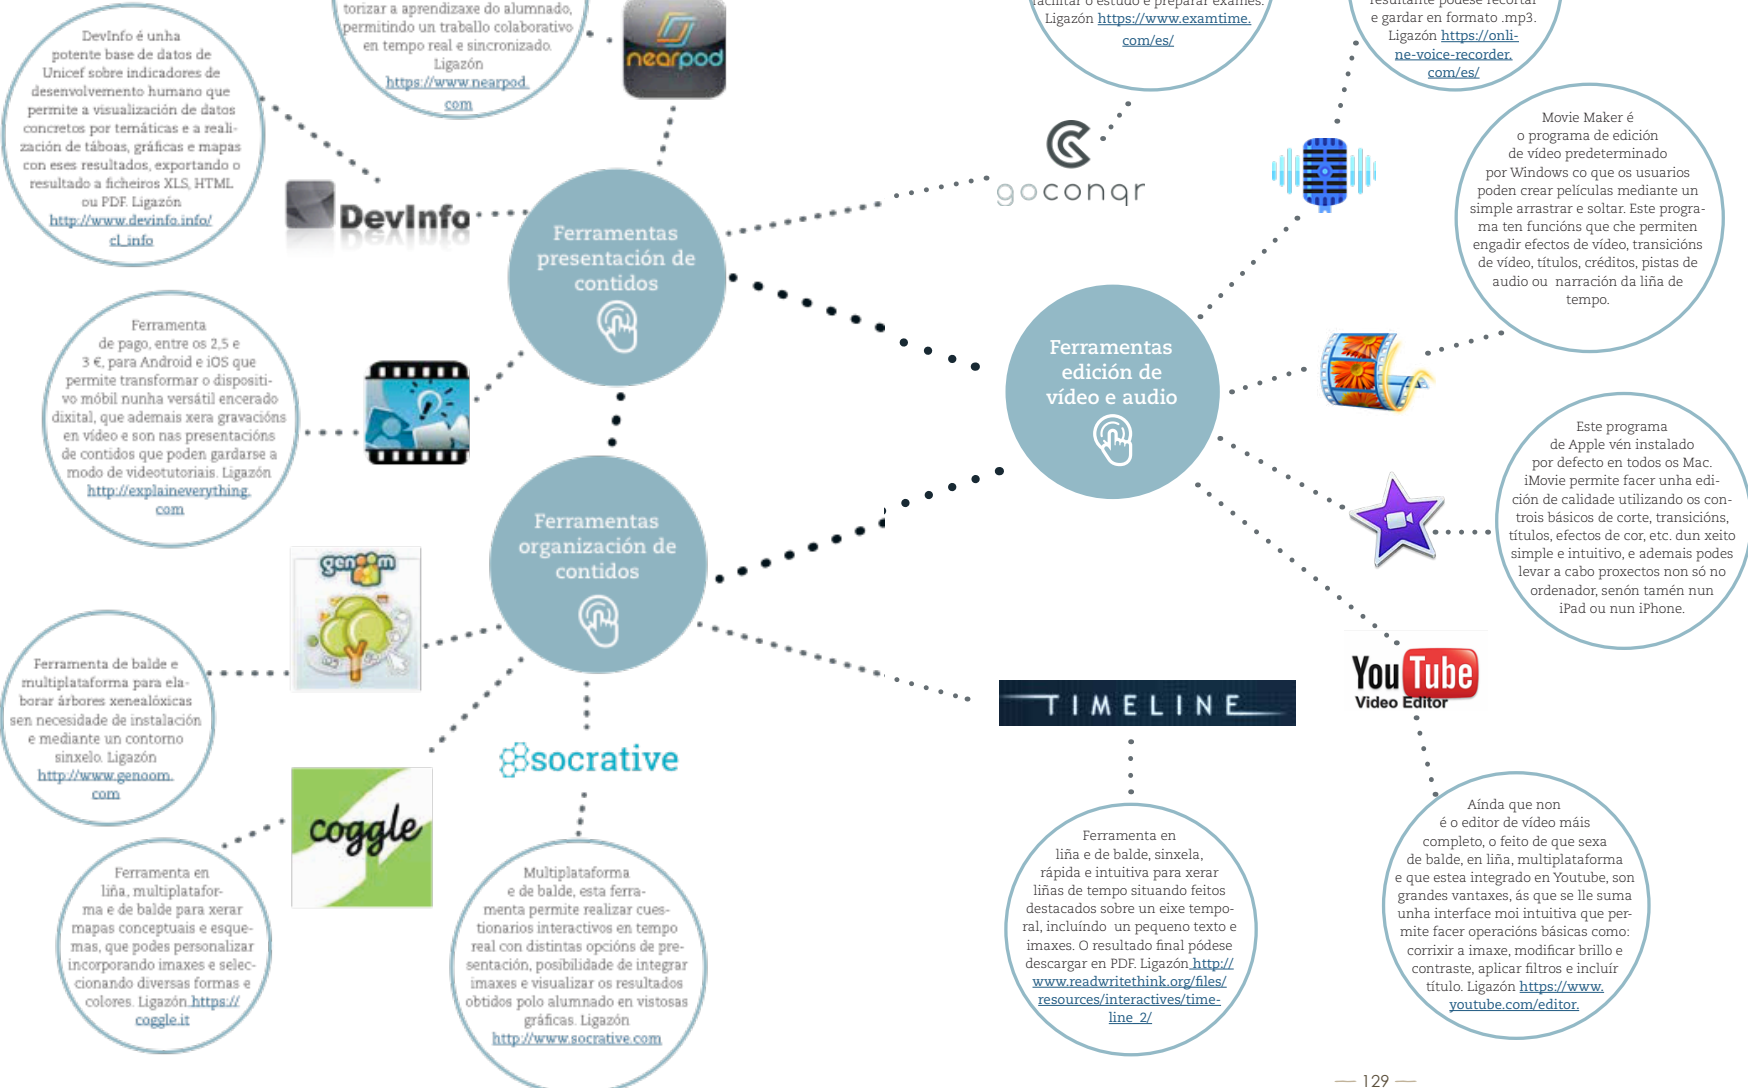 DevInfo é unha
potente base de datos de
Unicef sobre indicadores de
desenvolvemento humano que
permite a visualización de datos
concretos por temáticas e a reali-
zación de táboas, gráficas e mapas
con eses resultados, exportando o
resultado a ficheiros XLS, HTML
ou PDF. Ligazón
http://www.devinfo.info/
cl_info
torizar a aprendizaxe do alumnado,
permitindo un traballo colaborativo
en tempo real e sincronizado.
Ligazón
https://www.nearpod.
com
nearpod
DevInfo
Ferramentas
presentación de
contidos
Ferramenta
de pago, entre os 2,5 e
3 €, para Android e iOS que
permite transformar o dispositi-
vo móbil nunha versátil encerado
dixital, que ademais xera gravacións
en vídeo e son nas presentacións
de contidos que poden gardarse a
modo de videotutoriais. Ligazón
http://explaineverything.
com
Ferramentas
organización de
contidos
genoom
Ferramenta de balde e
multiplataforma para ela-
borar árbores xenealóxicas
sen necesidade de instalación
e mediante un contorno
sinxelo. Ligazón
http://www.genoom.
com
coggle
Ferramenta en
liña, multiplatafor-
ma e de balde para xerar
mapas conceptuais e esque-
mas, que podes personalizar
incorporando imaxes e selec-
cionando diversas formas e
colores. Ligazón https://
coggle.it
socrative
Multiplataforma
e de balde, esta ferra-
menta permite realizar cues-
tionarios interactivos en tempo
real con distintas opcións de pre-
sentación, posibilidade de integrar
imaxes e visualizar os resultados
obtidos polo alumnado en vistosas
gráficas. Ligazón
http://www.socrative.com
facilitar o estudo e preparar exames.
Ligazón https://www.examtime.
com/es/
goconqr
resultante pódese recortar
e gardar en formato .mp3.
Ligazón https://onli-
ne-voice-recorder.
com/es/
Ferramentas
edición de
vídeo e audio
Movie Maker é
o programa de edición
de vídeo predeterminado
por Windows co que os usuarios
poden crear películas mediante un
simple arrastrar e soltar. Este progra-
ma ten funcións que che permiten
engadir efectos de vídeo, transicións
de vídeo, títulos, créditos, pistas de
audio ou narración da liña de
tempo.
Este programa
de Apple vén instalado
por defecto en todos os Mac.
iMovie permite facer unha edi-
ción de calidade utilizando os con-
trois básicos de corte, transicións,
títulos, efectos de cor, etc. dun xeito
simple e intuitivo, e ademais podes
levar a cabo proxectos non só no
ordenador, senón tamén nun
iPad ou nun iPhone.
YouTube
Video Editor
TIMELINE
Ferramenta en
liña e de balde, sinxela,
rápida e intuitiva para xerar
liñas de tempo situando feitos
destacados sobre un eixe tempo-
ral, incluíndo un pequeno texto e
imaxes. O resultado final pódese
descargar en PDF. Ligazón http://
www.readwritethink.org/files/
resources/interactives/time-
line_2/
Aínda que non
é o editor de vídeo máis
completo, o feito de que sexa
de balde, en liña, multiplataforma
e que estea integrado en Youtube, son
grandes vantaxes, ás que se lle suma
unha interface moi intuitiva que per-
mite facer operacións básicas como:
corrixir a imaxe, modificar brillo e
contraste, aplicar filtros e incluír
título. Ligazón https://www.
youtube.com/editor.
129